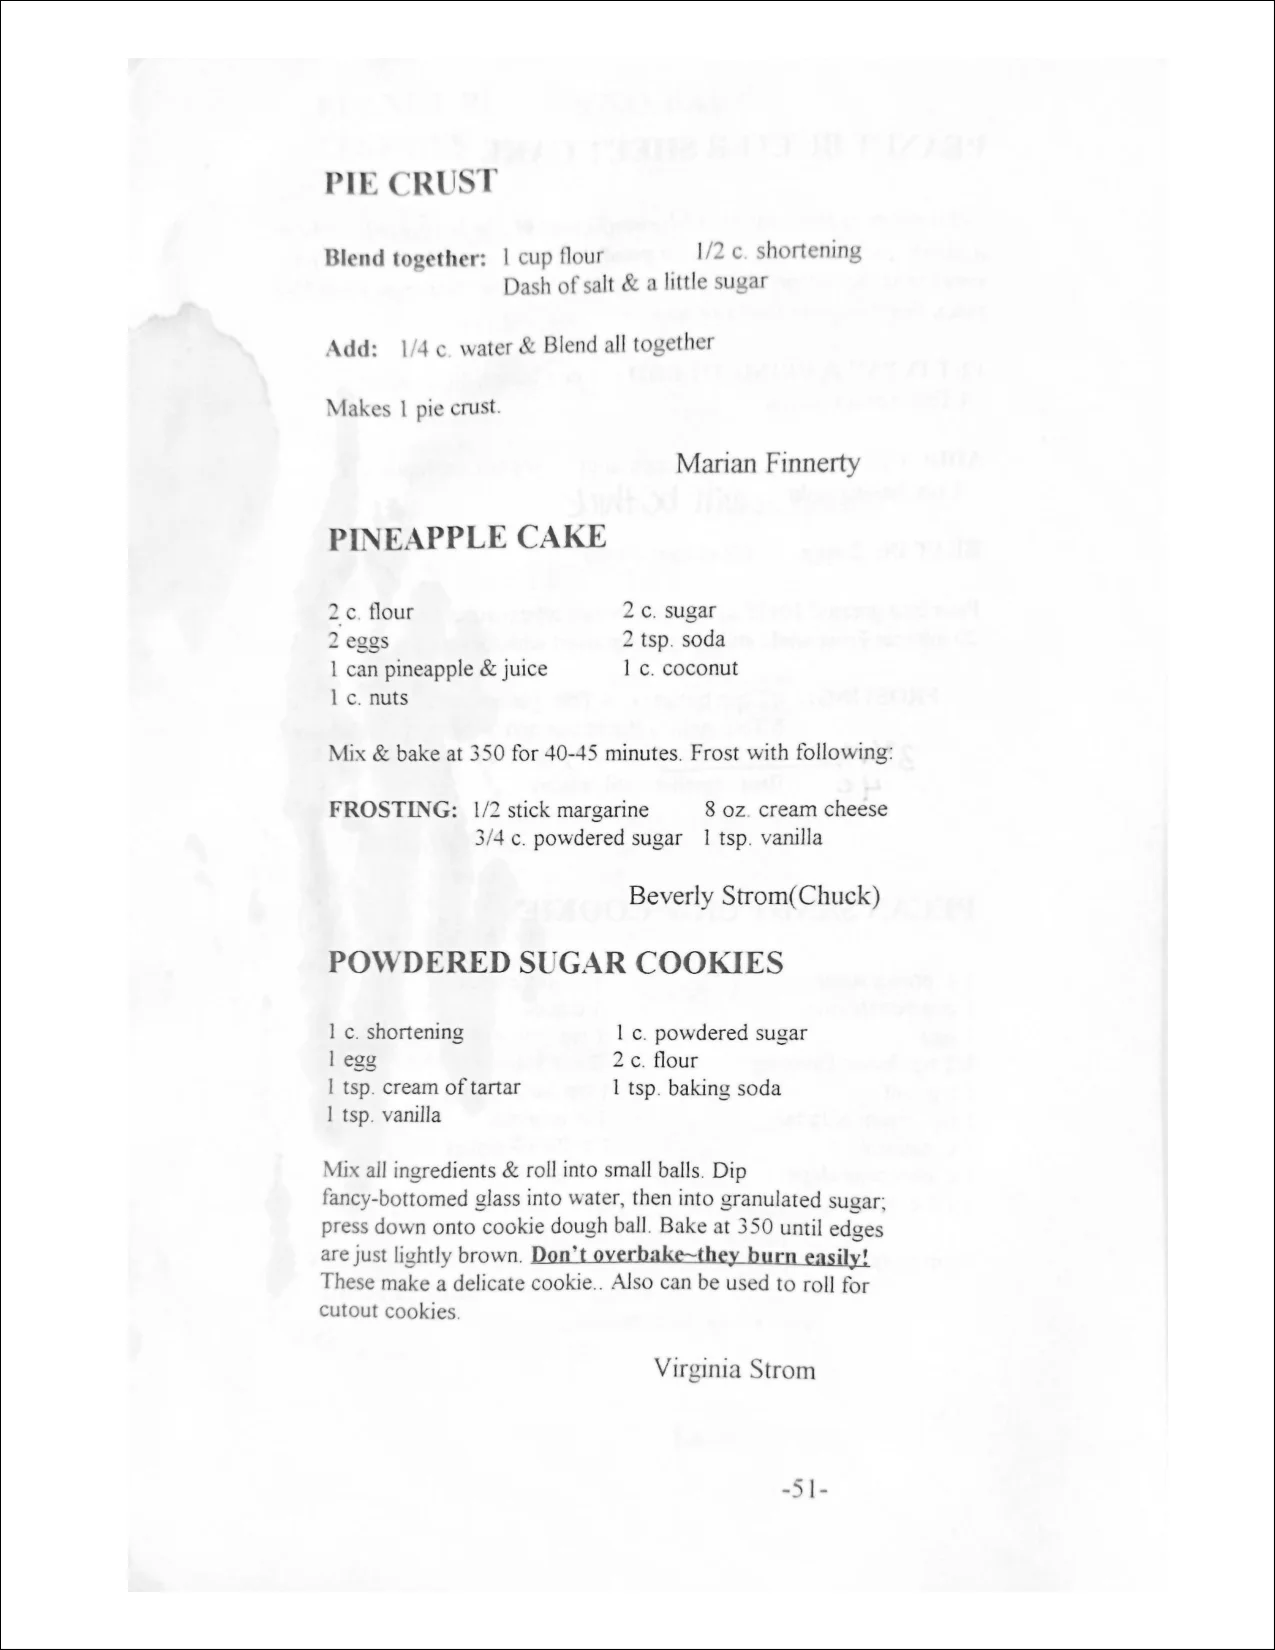 PIE CRUST
Blend together: 1 cup flour 1/2 c. shortening
Dash of salt & a little sugar
Add: 1/4 c. water & Blend all together
Makes 1 pie crust.
Marian Finnerty
PINEAPPLE CAKE
2 c. flour 2 c. sugar
2 eggs 2 tsp. soda
1 can pineapple & juice 1 c. coconut
1 c. nuts
Mix & bake at 350 for 40-45 minutes. Frost with following:
FROSTING: 1/2 stick margarine 8 oz. cream cheese
3/4 c. powdered sugar 1 tsp. vanilla
Beverly Strom(Chuck)
POWDERED SUGAR COOKIES
1 c. shortening 1 c. powdered sugar
1 egg 2 c. flour
1 tsp. cream of tartar 1 tsp. baking soda
1 tsp. vanilla
Mix all ingredients & roll into small balls. Dip
fancy-bottomed glass into water, then into granulated sugar;
press down onto cookie dough ball. Bake at 350 until edges
are just lightly brown. Don't overbake~they burn easily!
These make a delicate cookie.. Also can be used to roll for
cutout cookies.
Virginia Strom
-51-